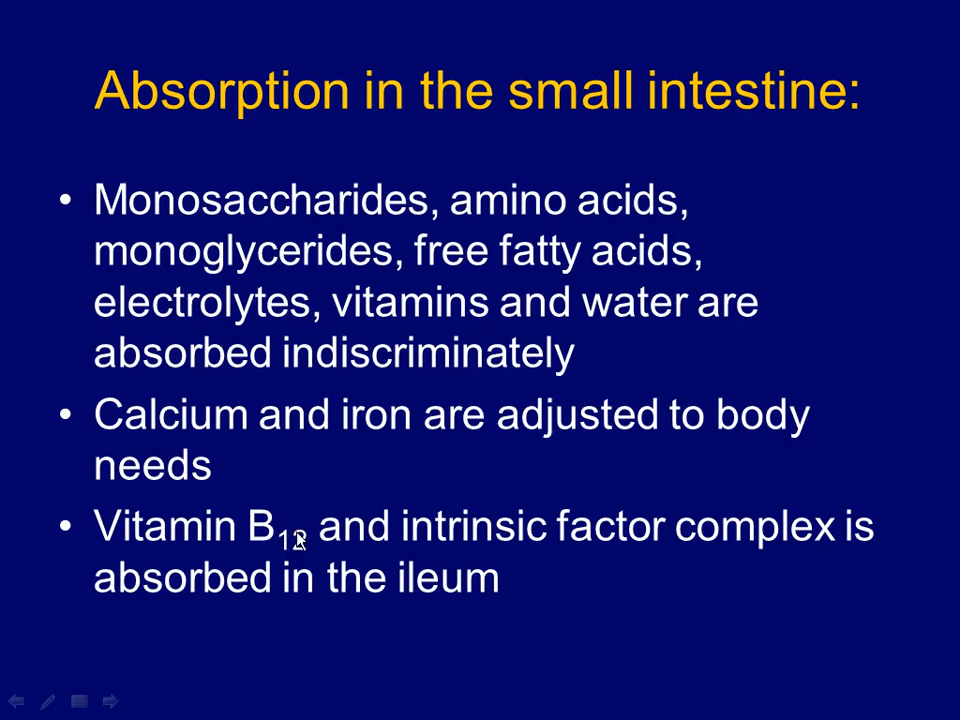 Absorption in the small intestine:
• Monosaccharides, amino acids,
monoglycerides, free fatty acids,
electrolytes, vitamins and water are
absorbed indiscriminately
• Calcium and iron are adjusted to body
needs
• Vitamin B12 and intrinsic factor complex is
absorbed in the ileum